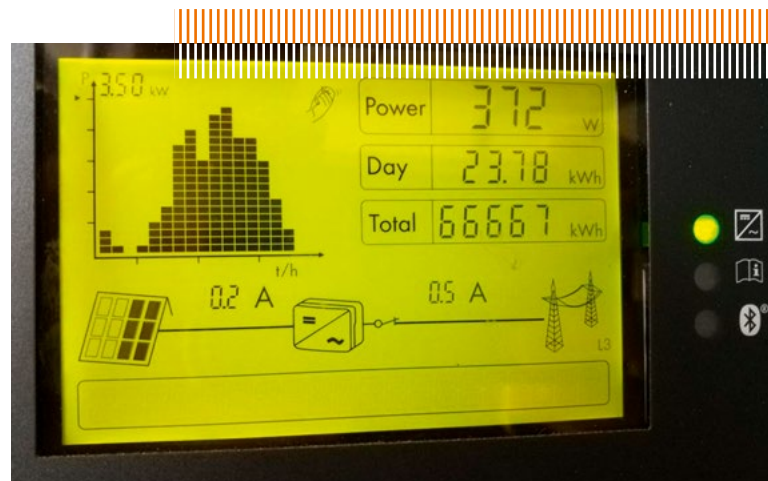 P 3.50 kW
Power 372 W
Day 23.78 kWh
Total 66667 kWh
t/h
0.2 A
0.5 A
L3